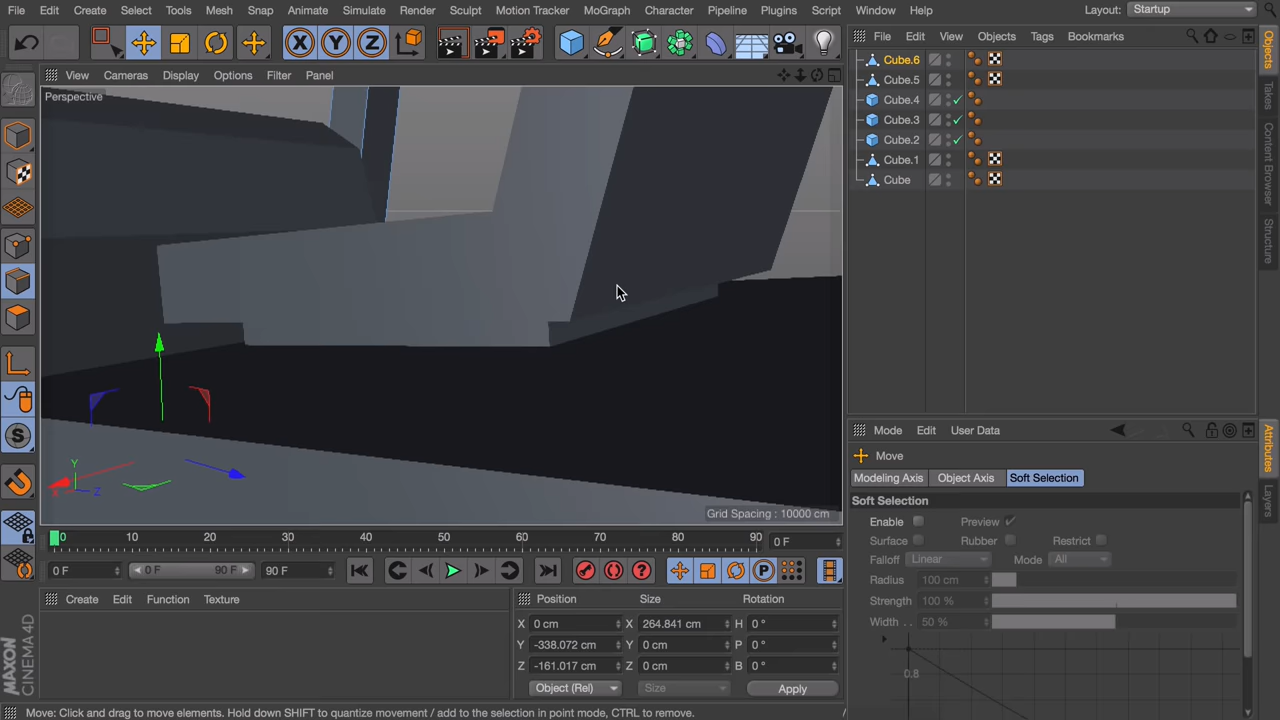 File Edit Create Select Tools Mesh Snap Animate Simulate Render Sculpt Motion Tracker MoGraph Character Pipeline Plugins Script Window Help Layout: Startup
X Y Z
File Edit View Objects Tags Bookmarks
View Cameras Display Options Filter Panel
Perspective
Cube.6
Cube.5
Cube.4
Cube.3
Cube.2
Cube.1
Cube
Objects
Takes
Content Browser
Structure
Mode Edit User Data
Move
Modeling Axis Object Axis Soft Selection
Soft Selection
Enable Preview
Surface Rubber Restrict
Falloff Linear Mode All
Radius 100 cm
Strength 100 %
Width . . 50 %
0.8
Attributes
Layers
S
Y
X Z
Grid Spacing : 10000 cm
0 10 20 30 40 50 60 70 80 90 0 F
0 F 0 F 90 F 90 F
P
Create Edit Function Texture
Position Size Rotation
X 0 cm X 264.841 cm H 0 °
Y -338.072 cm Y 0 cm P 0 °
Z -161.017 cm Z 0 cm B 0 °
Object (Rel) Size Apply
MAXON CINEMA 4D
Move: Click and drag to move elements. Hold down SHIFT to quantize movement / add to the selection in point mode, CTRL to remove.